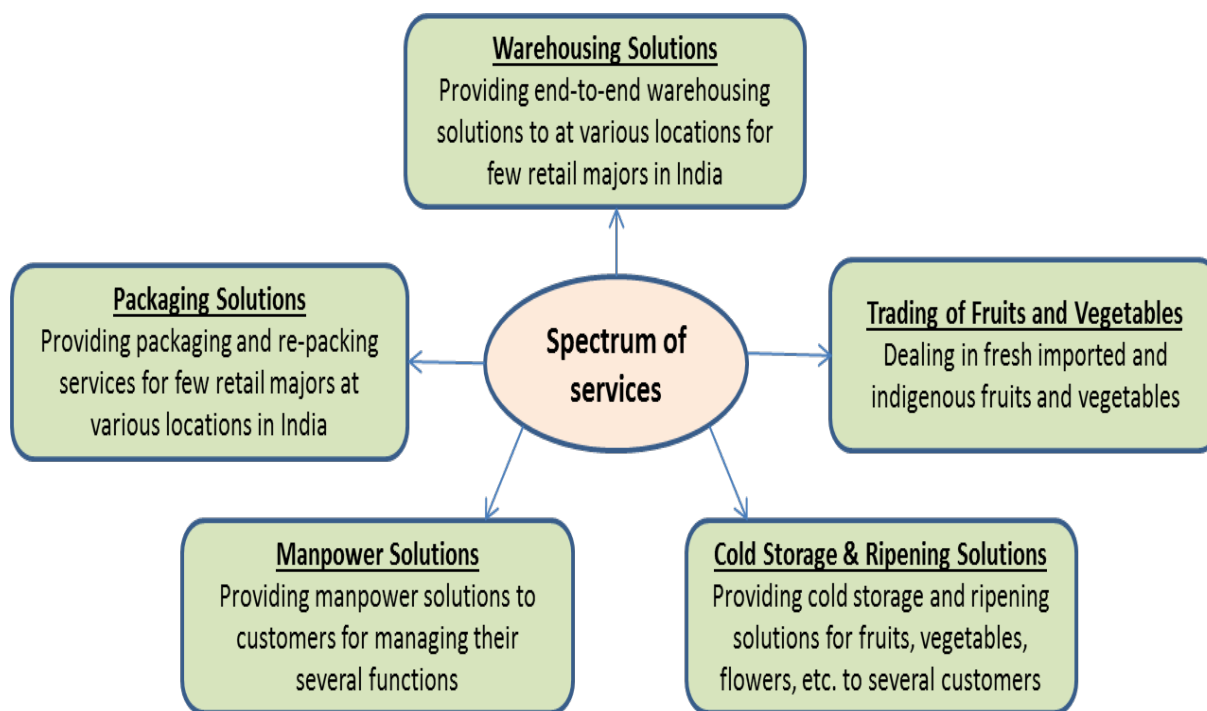 Warehousing Solutions
Providing end-to-end warehousing
solutions to at various locations for
few retail majors in India
Packaging Solutions
Providing packaging and re-packing
services for few retail majors at
various locations in India
Spectrum of
services
Trading of Fruits and Vegetables
Dealing in fresh imported and
indigenous fruits and vegetables
Manpower Solutions
Providing manpower solutions to
customers for managing their
several functions
Cold Storage & Ripening Solutions
Providing cold storage and ripening
solutions for fruits, vegetables,
flowers, etc. to several customers